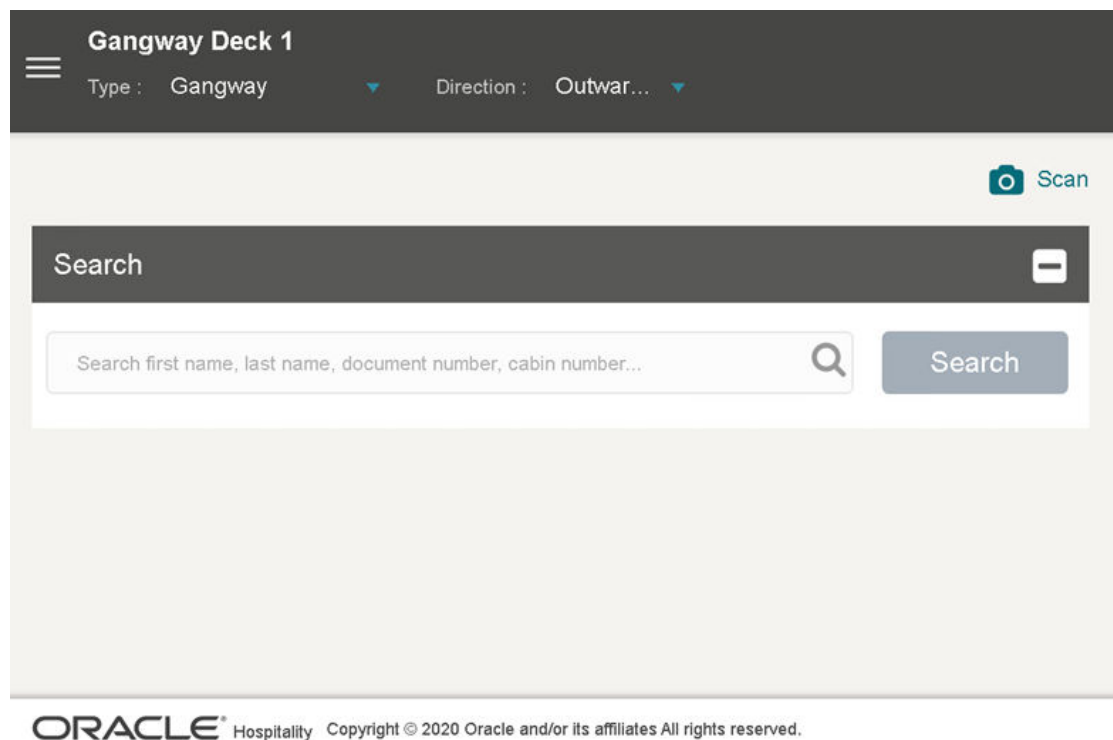 Gangway Deck 1
Type : Gangway Direction : Outwar...
Scan
Search
Search first name, last name, document number, cabin number... Search
ORACLE Hospitality Copyright © 2020 Oracle and/or its affiliates All rights reserved.